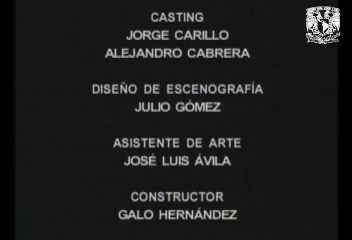 CASTING
JORGE CARILLO
ALEJANDRO CABRERA
DISEÑO DE ESCENOGRAFÍA
JULIO GÓMEZ
ASISTENTE DE ARTE
JOSÉ LUIS ÁVILA
CONSTRUCTOR
GALO HERNÁNDEZ